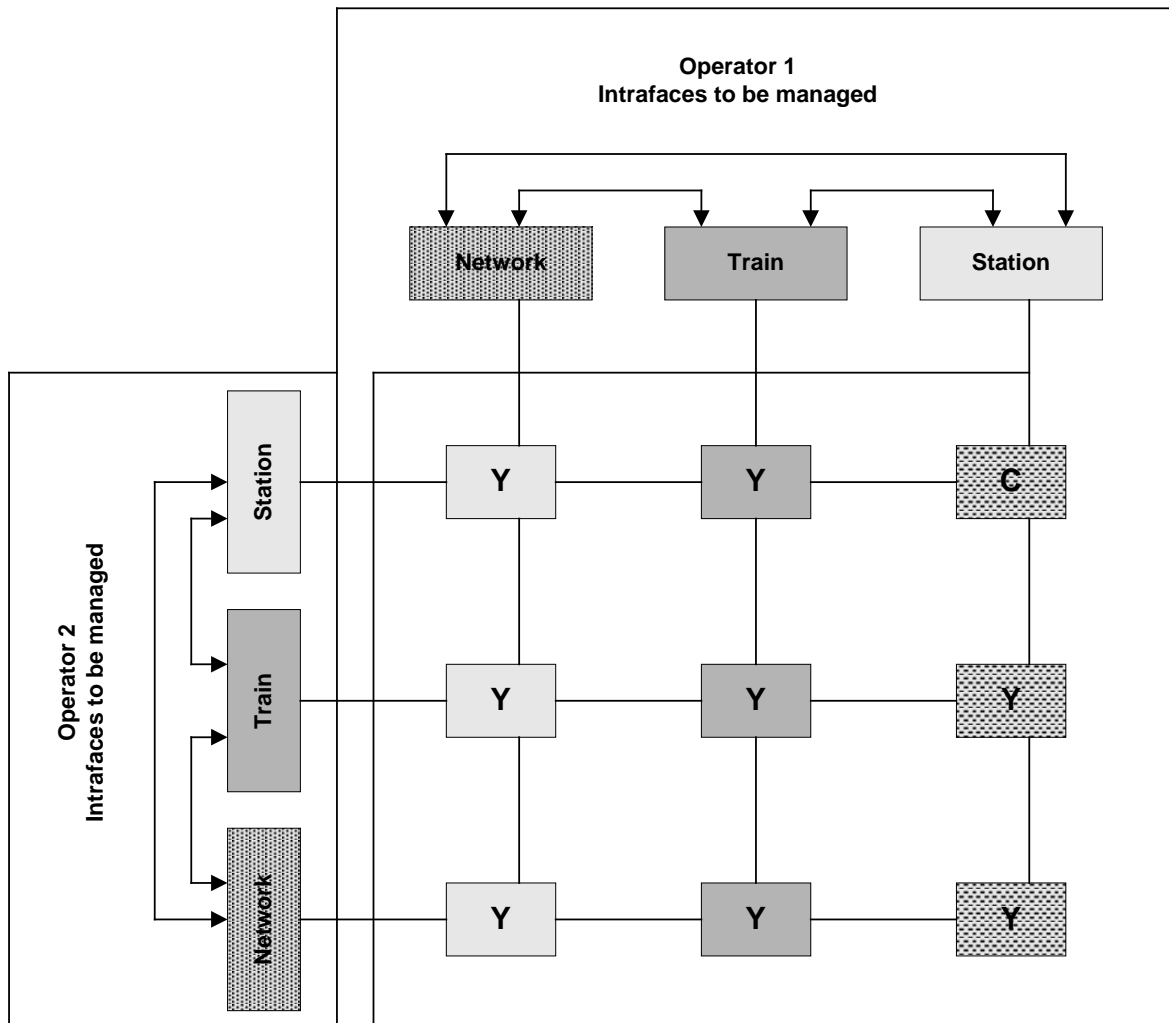 Operator 1
Intrafaces to be managed
Network Train Station
Operator 2
Intrafaces to be managed
Station
Y Y C
Train
Y Y Y
Network
Y Y Y